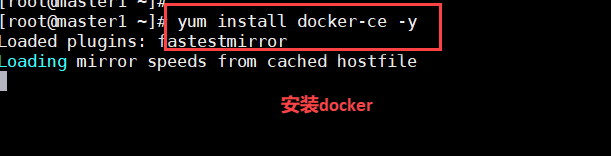 [root@master1 ~]#
[root@master1 ~]# yum install docker-ce -y
Loaded plugins: fastestmirror
Loading mirror speeds from cached hostfile
安装docker